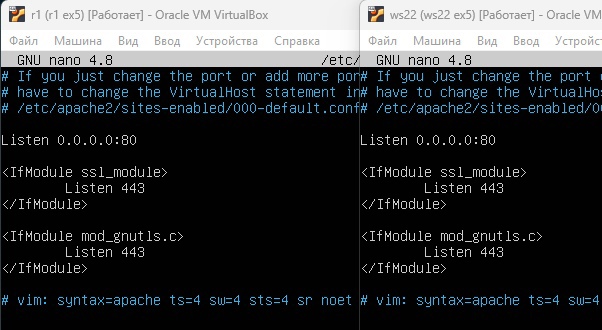 r1 (r1 ex5) [Работает] - Oracle VM VirtualBox
Файл Машина Вид Ввод Устройства Справка
GNU nano 4.8 /etc/
# If you just change the port or add more por
# have to change the VirtualHost statement in
# /etc/apache2/sites-enabled/000-default.conf
Listen 0.0.0.0:80
<IfModule ssl_module>
Listen 443
</IfModule>
<IfModule mod_gnutls.c>
Listen 443
</IfModule>
# vim: syntax=apache ts=4 sw=4 sts=4 sr noet
ws22 (ws22 ex5) [Работает] - Oracle VM
Файл Машина Вид Ввод Устройст
GNU nano 4.8
# If you just change the port
# have to change the VirtualHos
# /etc/apache2/sites-enabled/00
Listen 0.0.0.0:80
<IfModule ssl_module>
Listen 443
</IfModule>
<IfModule mod_gnutls.c>
Listen 443
</IfModule>
# vim: syntax=apache ts=4 sw=4